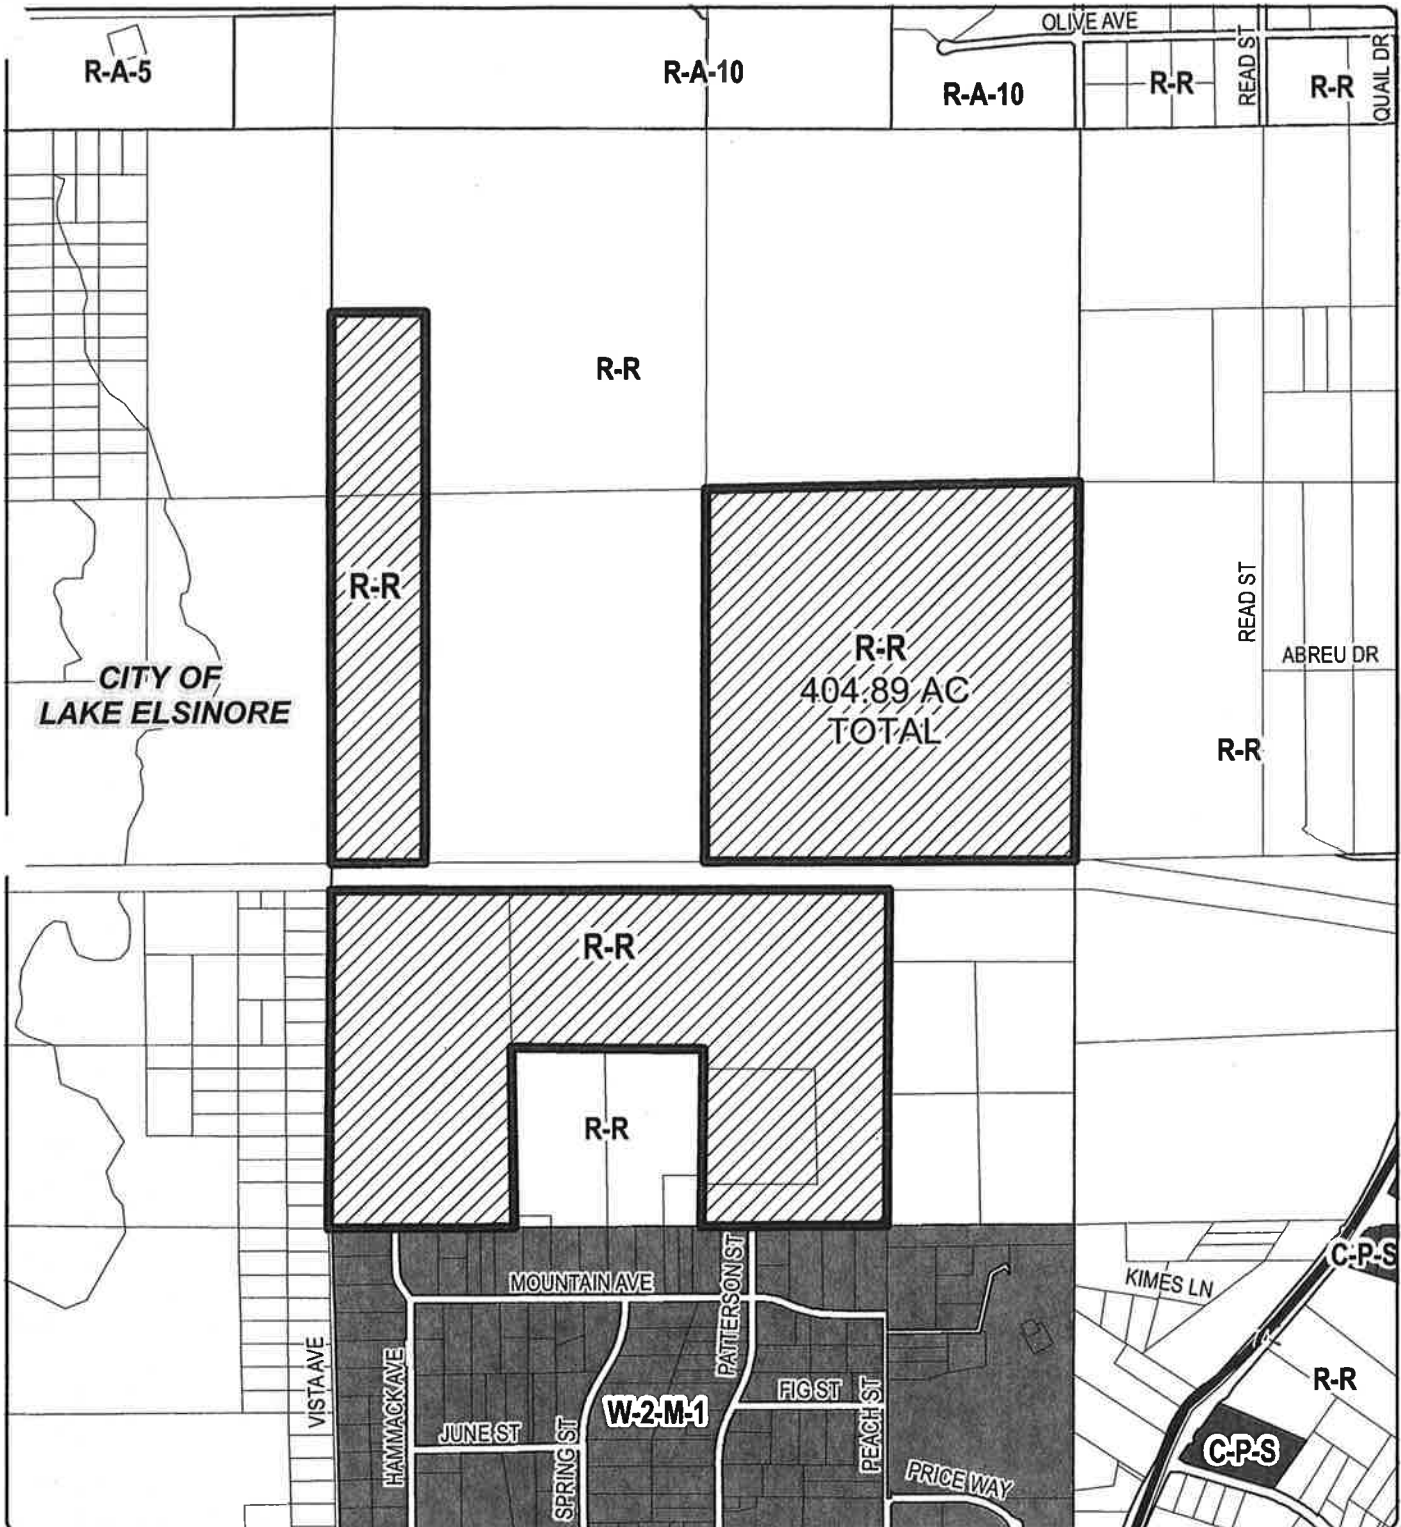 OLIVE AVE
R-A-5
R-A-10
R-A-10
R-R
READ ST
R-R
QUAIL DR
R-R
R-R
R-R
404.89 AC
TOTAL
READ ST
ABREU DR
CITY OF
LAKE ELSINORE
R-R
R-R
R-R
C-P-S
KIMES LN
MOUNTAIN AVE
PATTERSON ST
VISTA AVE
HAMMACK AVE
74
R-R
FIG ST
W-2-M-1
PEACH ST
JUNE ST
SPRING ST
C-P-S
PRICE WAY